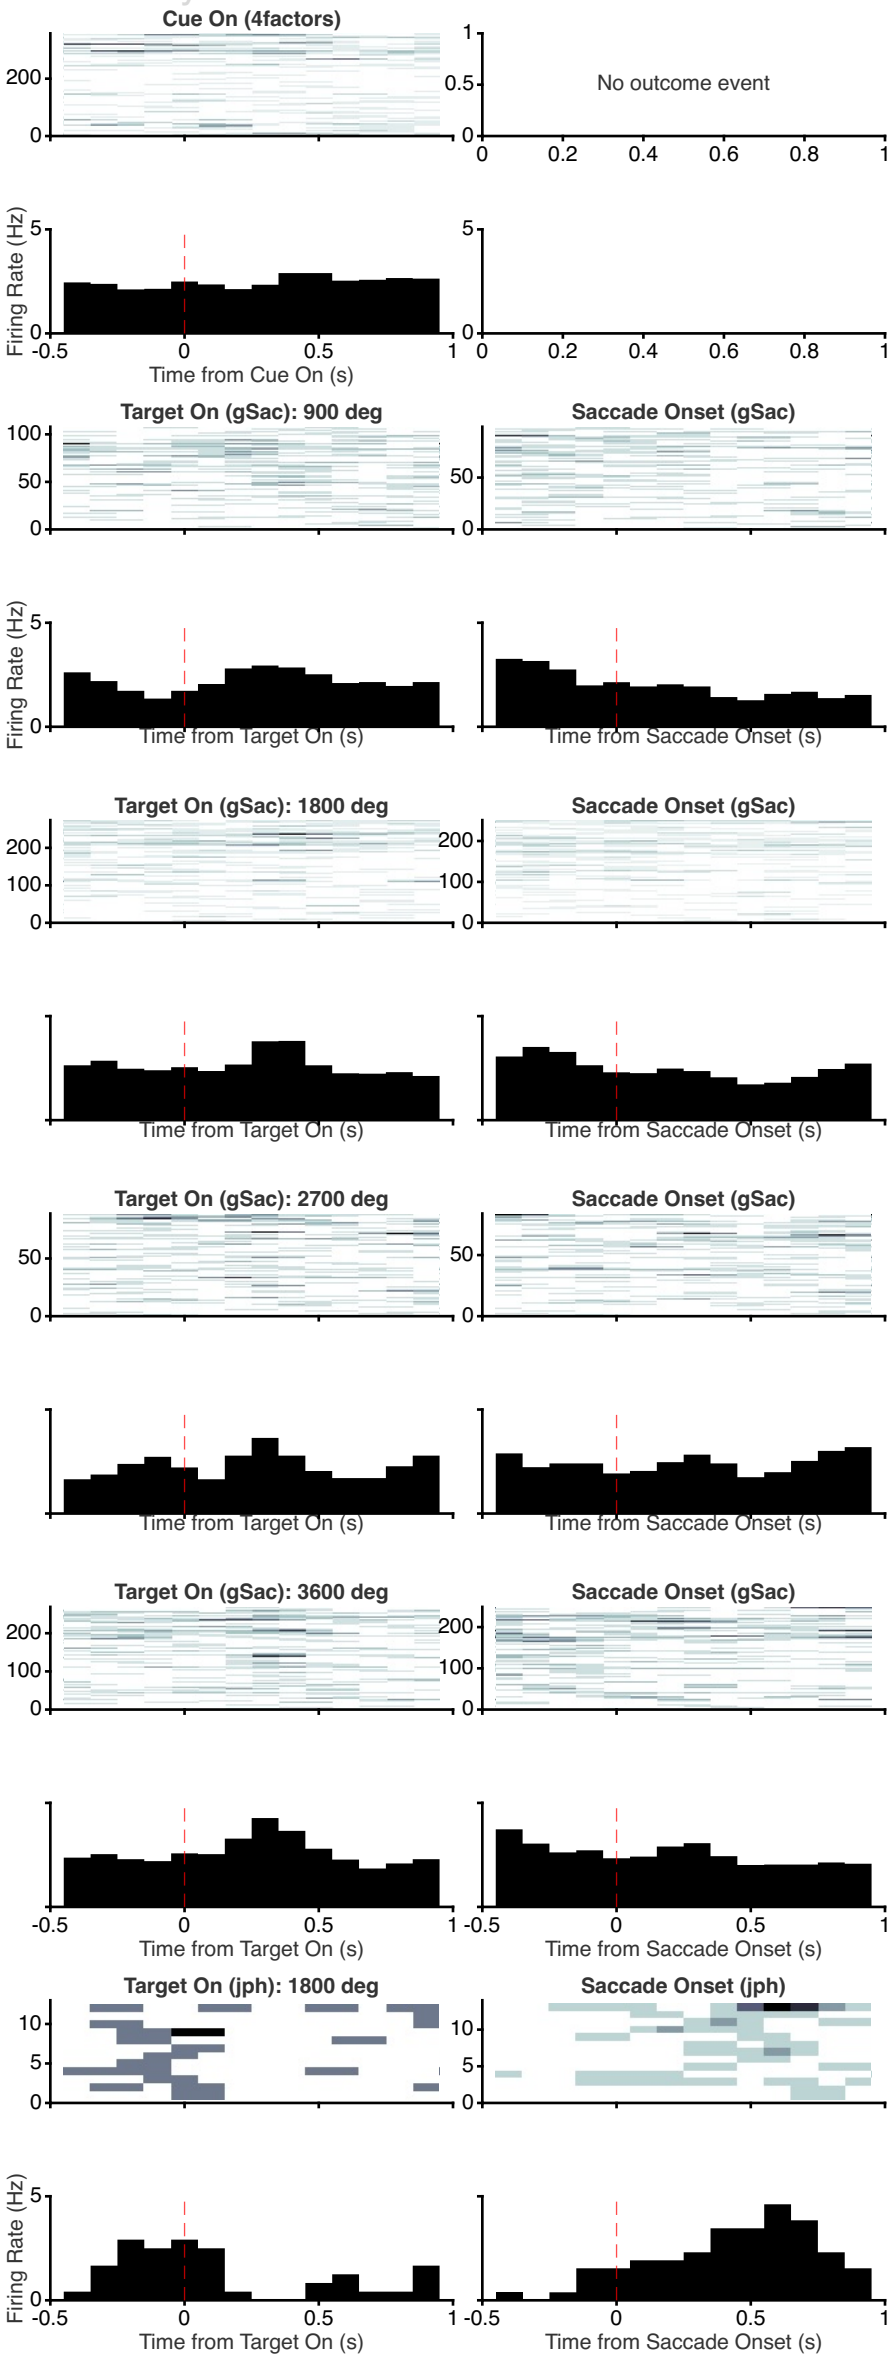 Cue On (4factors)
200
0
0
0.5
1
No outcome event
1
0.5
0
0
0.2
0.4
0.6
0.8
1
Firing Rate (Hz)
5
0
-0.5
0
0.5
1
Time from Cue On (s)
5
0
0
0.2
0.4
0.6
0.8
1
Target On (gSac): 900 deg
100
50
0
Saccade Onset (gSac)
50
0
Firing Rate (Hz)
5
0
Time from Target On (s)
Time from Saccade Onset (s)
Target On (gSac): 1800 deg
200
100
0
Saccade Onset (gSac)
200
100
0
Time from Target On (s)
Time from Saccade Onset (s)
Target On (gSac): 2700 deg
50
0
Saccade Onset (gSac)
50
0
Time from Target On (s)
Time from Saccade Onset (s)
Target On (gSac): 3600 deg
200
100
0
Saccade Onset (gSac)
200
100
0
-0.5
0
0.5
1
Time from Target On (s)
-0.5
0
0.5
1
Time from Saccade Onset (s)
Target On (jph): 1800 deg
10
5
0
Saccade Onset (jph)
10
5
0
Firing Rate (Hz)
5
0
-0.5
0
0.5
1
Time from Target On (s)
5
0
-0.5
0
0.5
1
Time from Saccade Onset (s)